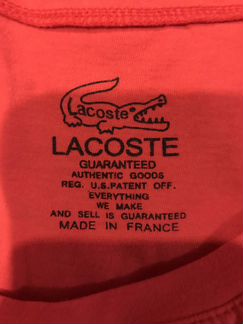 Lacoste
LACOSTE
GUARANTEED
AUTHENTIC GOODS
REG. U.S.PATENT OFF.
EVERYTHING
WE MAKE
AND SELL IS GUARANTEED
MADE IN FRANCE